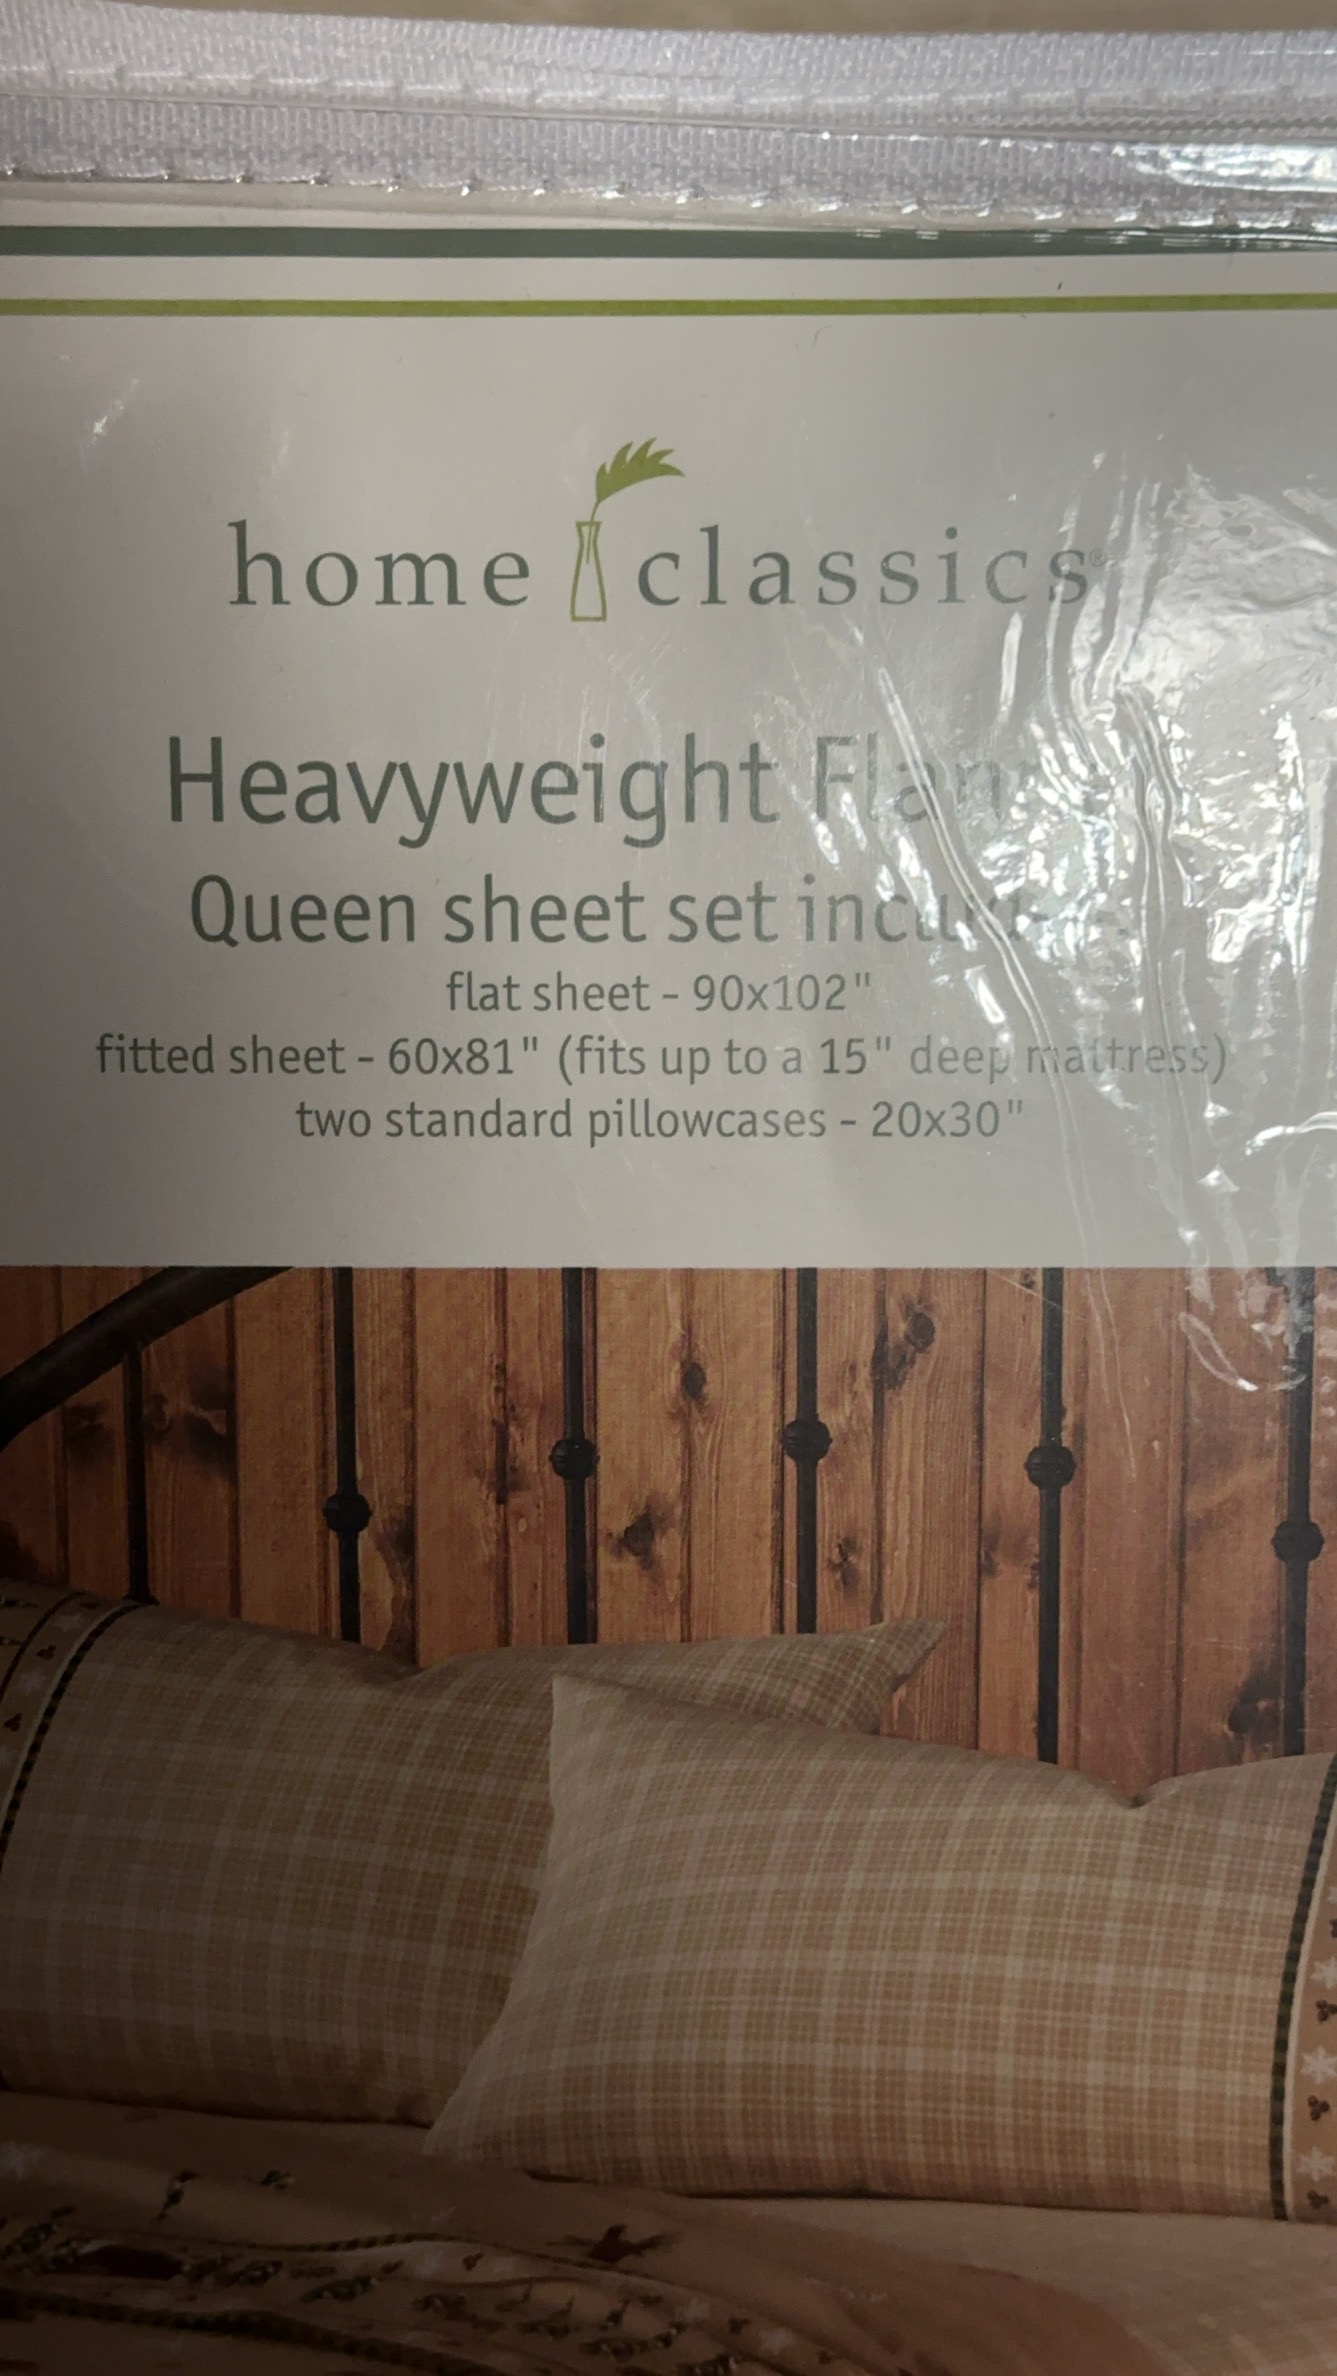 home classics®
Heavyweight
Queen sheet set
flat sheet - 90x102"
fitted sheet - 60x81" (fits up to a 15" deep mattress)
two standard pillowcases - 20x30"